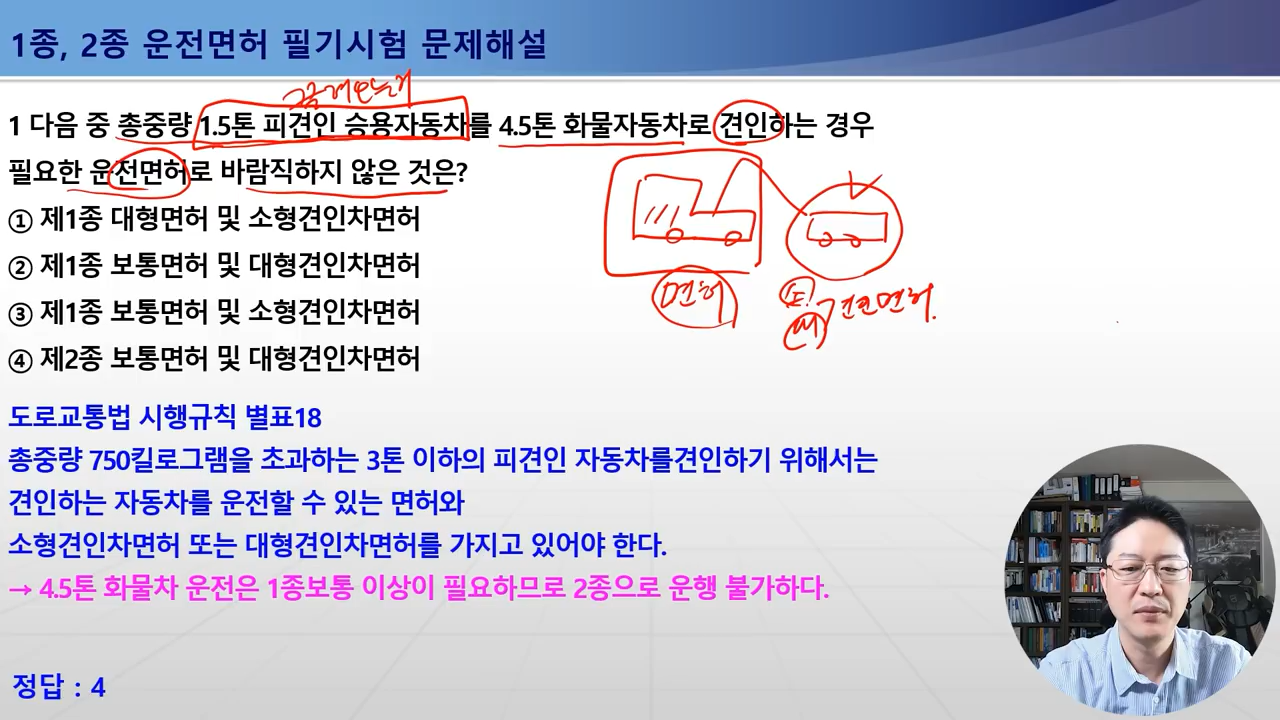 1종, 2종 운전면허 필기시험 문제해설
1 다음 중 총중량 1.5톤 피견인 승용자동차를 4.5톤 화물자동차로 견인하는 경우
필요한 운전면허로 바람직하지 않은 것은?
① 제1종 대형면허 및 소형견인차면허
② 제1종 보통면허 및 대형견인차면허
③ 제1종 보통면허 및 소형견인차면허
④ 제2종 보통면허 및 대형견인차면허
면허
견인면허.
도로교통법 시행규칙 별표18
총중량 750킬로그램을 초과하는 3톤 이하의 피견인 자동차를견인하기 위해서는
견인하는 자동차를 운전할 수 있는 면허와
소형견인차면허 또는 대형견인차면허를 가지고 있어야 한다.
→ 4.5톤 화물차 운전은 1종보통 이상이 필요하므로 2종으로 운행 불가하다.
정답 : 4